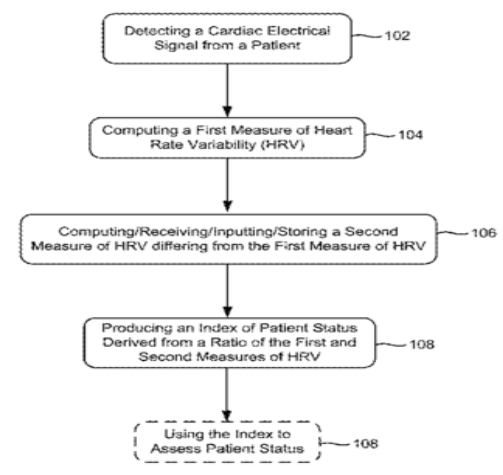 Detecting a Cardiac Electrical
Signal from a Patient
102
Computing a First Measure of Heart
Rate Variability (HRV)
104
Computing/Receiving/Inputting/Storing a Second
Measure of HRV differing from the First Measure of HRV
106
Producing an Index of Patient Status
Derived from a Ratio of the First and
Second Measures of HRV
108
Using the Index to
Assess Patient Status
108